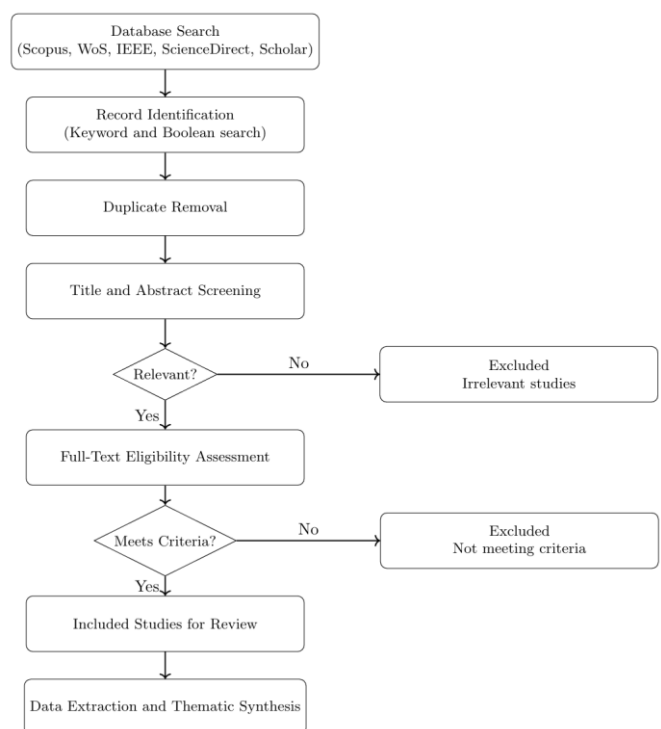 Database Search
(Scopus, WoS, IEEE, ScienceDirect, Scholar)
Record Identification
(Keyword and Boolean search)
Duplicate Removal
Title and Abstract Screening
Relevant?
No
Excluded
Irrelevant studies
Yes
Full-Text Eligibility Assessment
Meets Criteria?
No
Excluded
Not meeting criteria
Yes
Included Studies for Review
Data Extraction and Thematic Synthesis